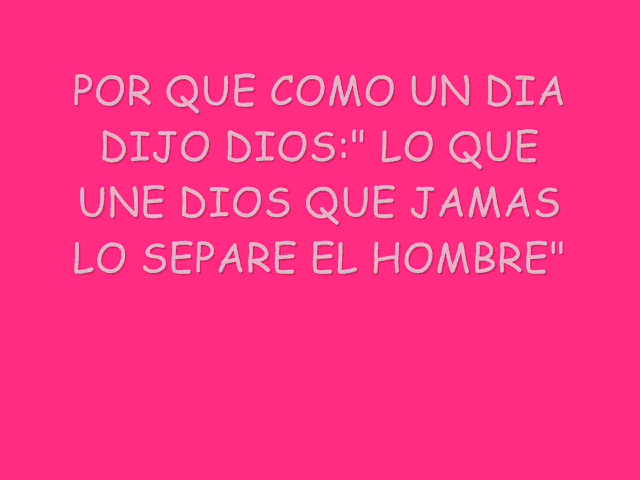 POR QUE COMO UN DIA
DIJO DIOS:" LO QUE
UNE DIOS QUE JAMAS
LO SEPARE EL HOMBRE"